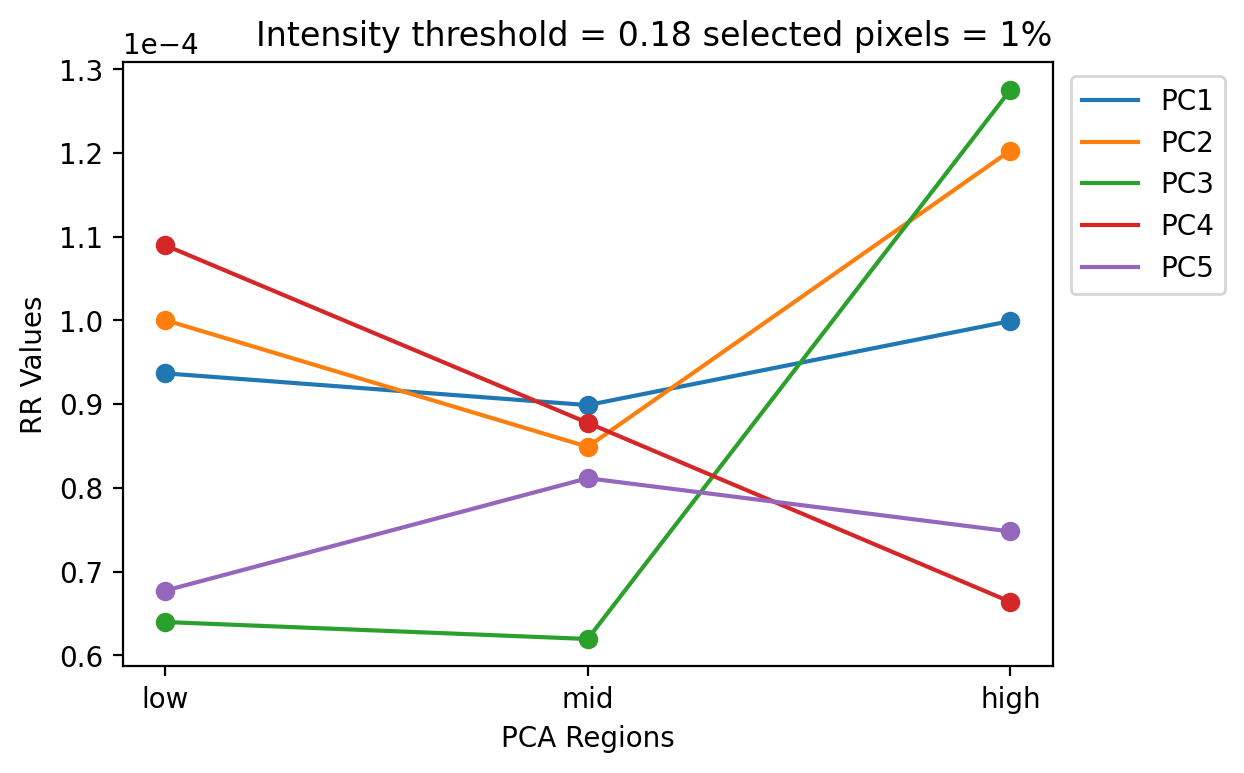 Intensity threshold = 0.18 selected pixels = 1%
1e−4
1.3
1.2
1.1
1.0
0.9
0.8
0.7
0.6
RR Values
low
mid
high
PCA Regions
PC1
PC2
PC3
PC4
PC5